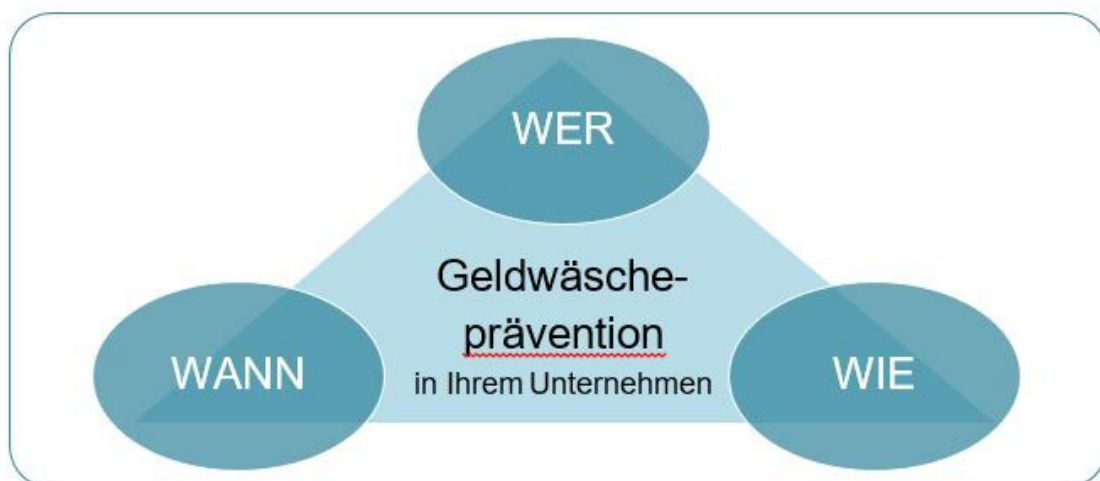 WER
Geldwäsche-
prävention
in Ihrem Unternehmen
WANN
WIE